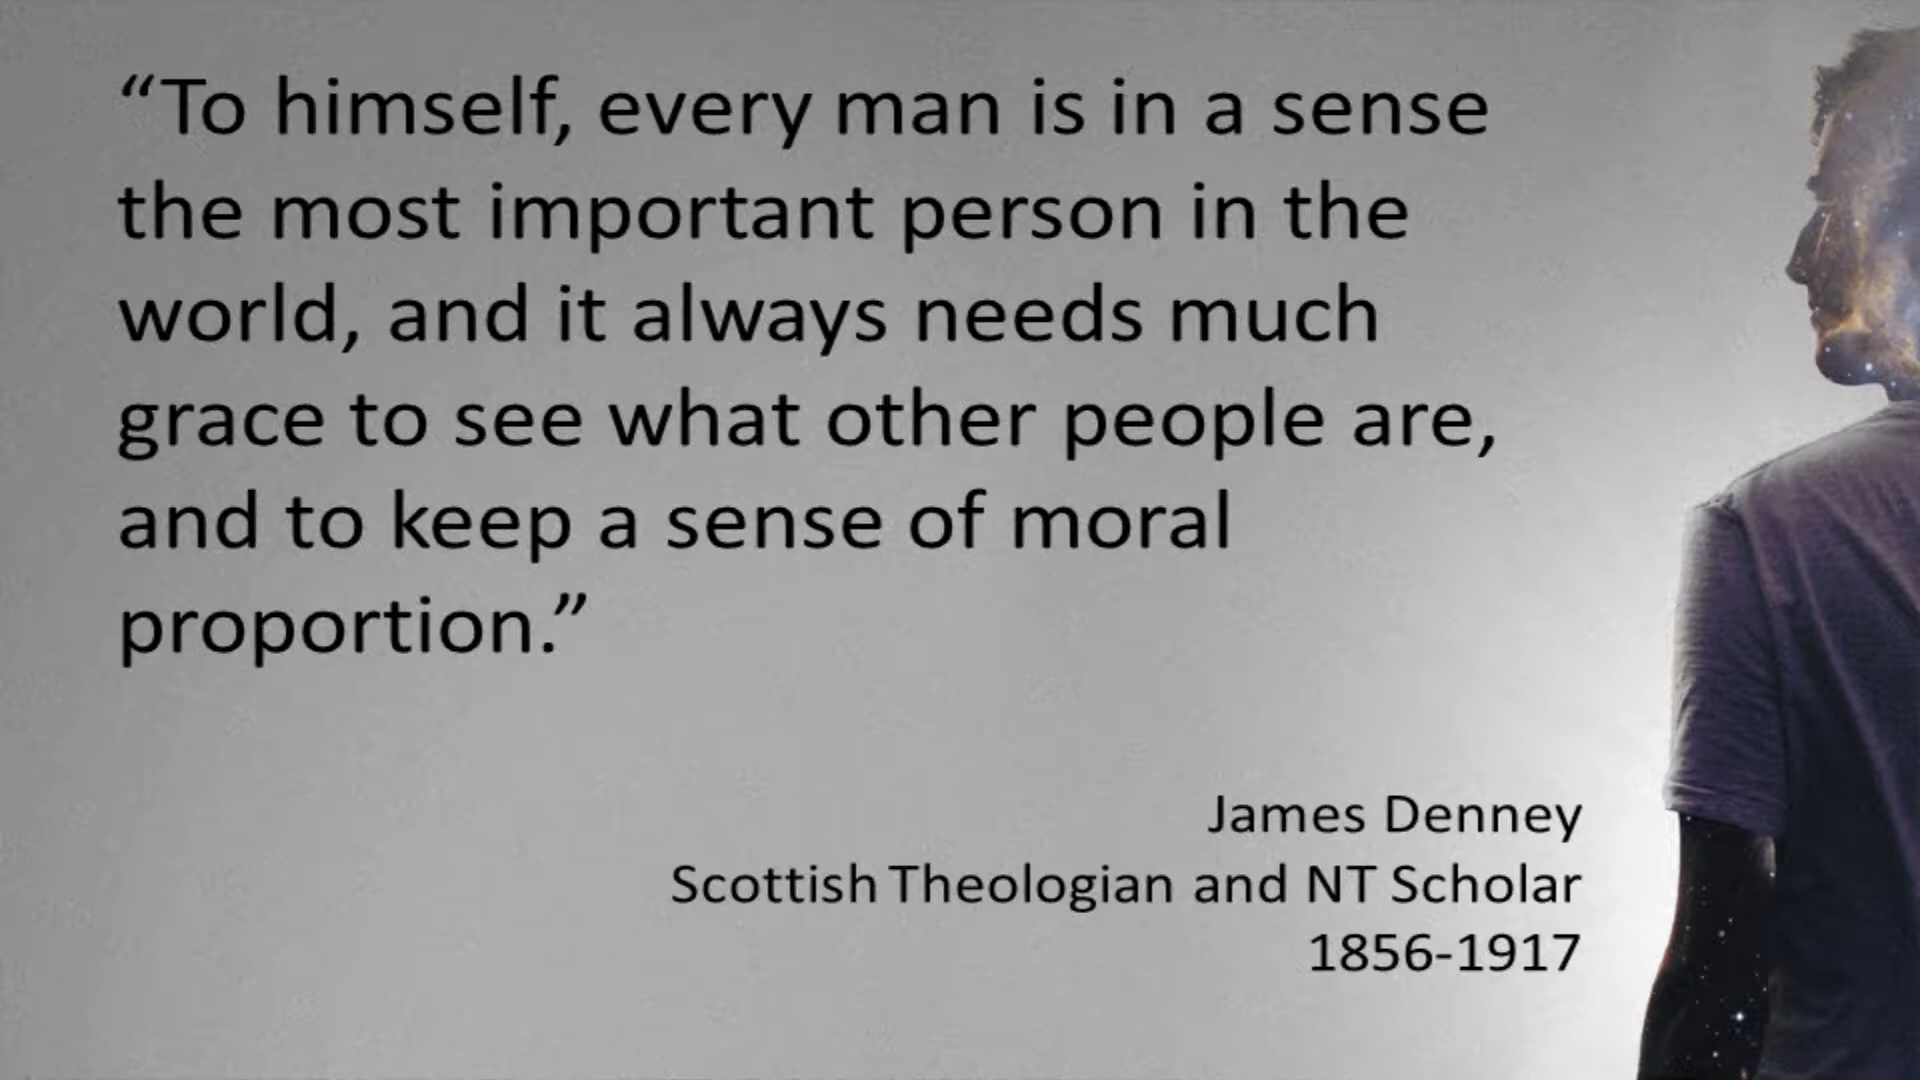 “To himself, every man is in a sense
the most important person in the
world, and it always needs much
grace to see what other people are,
and to keep a sense of moral
proportion.”
James Denney
Scottish Theologian and NT Scholar
1856-1917